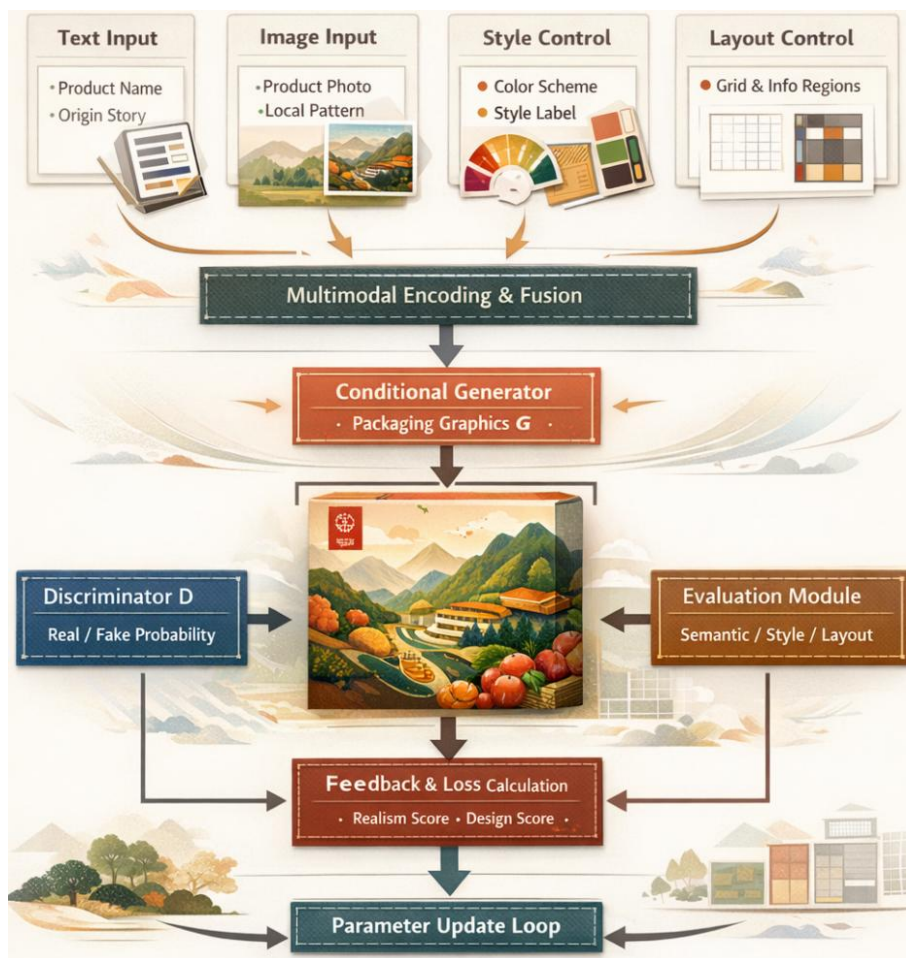 Text Input
• Product Name
• Origin Story
Image Input
• Product Photo
• Local Pattern
Style Control
• Color Scheme
• Style Label
Layout Control
• Grid & Info Regions
Multimodal Encoding & Fusion
Conditional Generator
· Packaging Graphics G ·
Discriminator D
Real / Fake Probability
Evaluation Module
Semantic / Style / Layout
Feedback & Loss Calculation
· Realism Score · Design Score ·
Parameter Update Loop